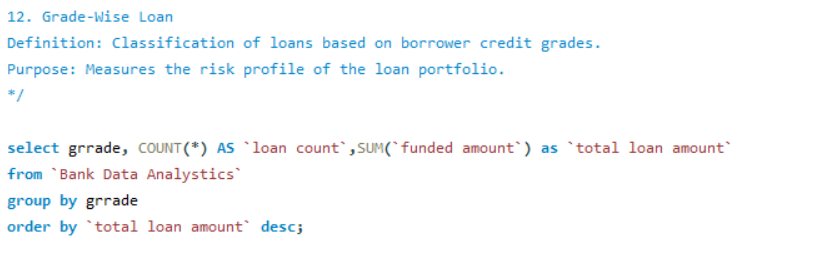 12. Grade-Wise Loan
Definition: Classification of loans based on borrower credit grades.
Purpose: Measures the risk profile of the loan portfolio.
*/
select grrade, COUNT(*) AS `loan count`,SUM(`funded amount`) as `total loan amount`
from `Bank Data Analystics`
group by grrade
order by `total loan amount` desc;